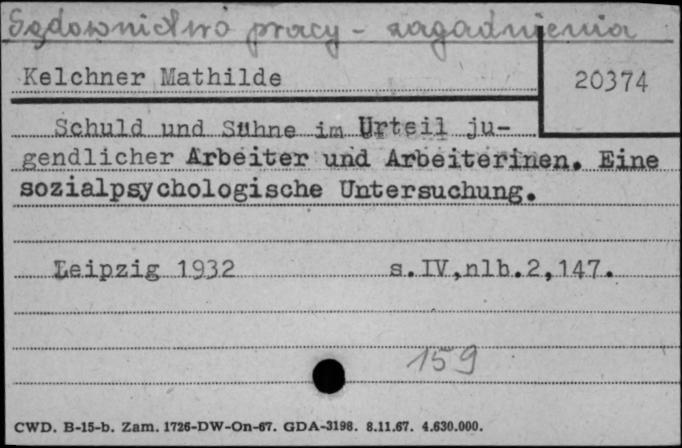 Sądownictwo pracy - zagadnienia
Kelchner Mathilde
20374
Schuld und Sühne im Urteil ju-
gendlicher Arbeiter und Arbeiterinen. Eine
sozialpsychologische Untersuchung.
Leipzig 1932 s.IV,nlb.2,147.
159
CWD. B-15-b. Zam. 1726-DW-On-67. GDA-3198. 8.11.67. 4.630.000.